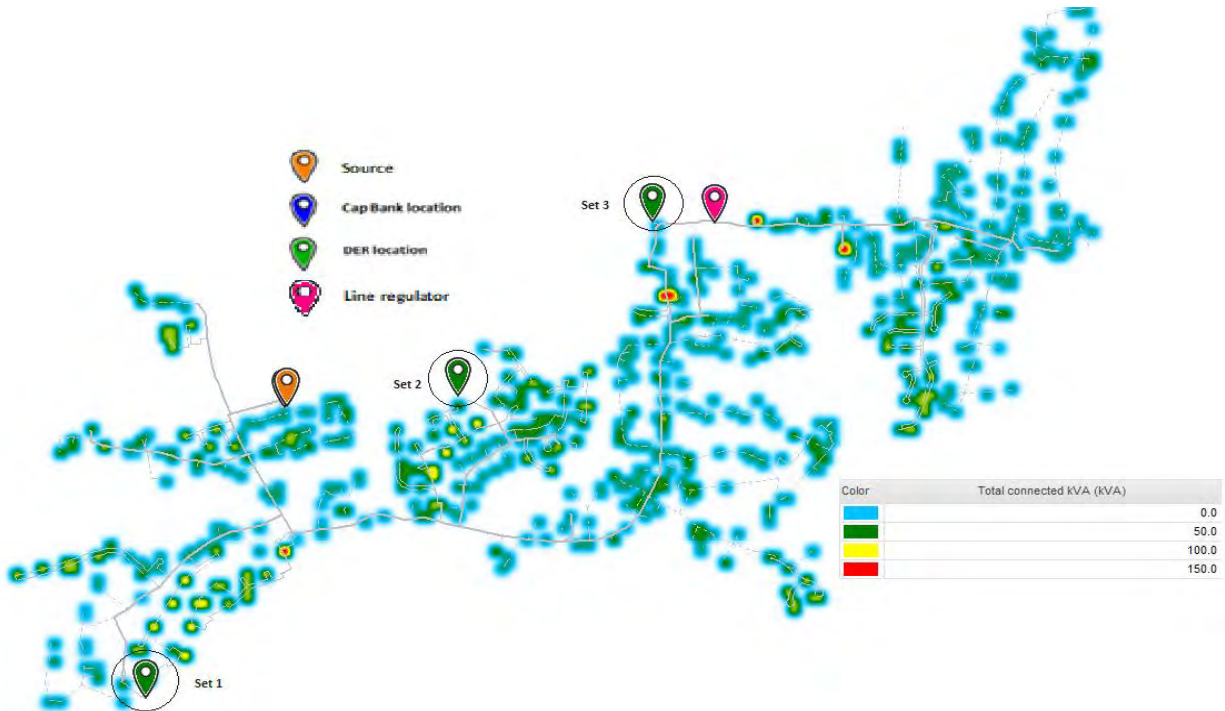 Source
Cap Bank location
DER location
Line regulator
Set 3
Set 2
Set 1
Color Total connected kVA (kVA)
0.0
50.0
100.0
150.0